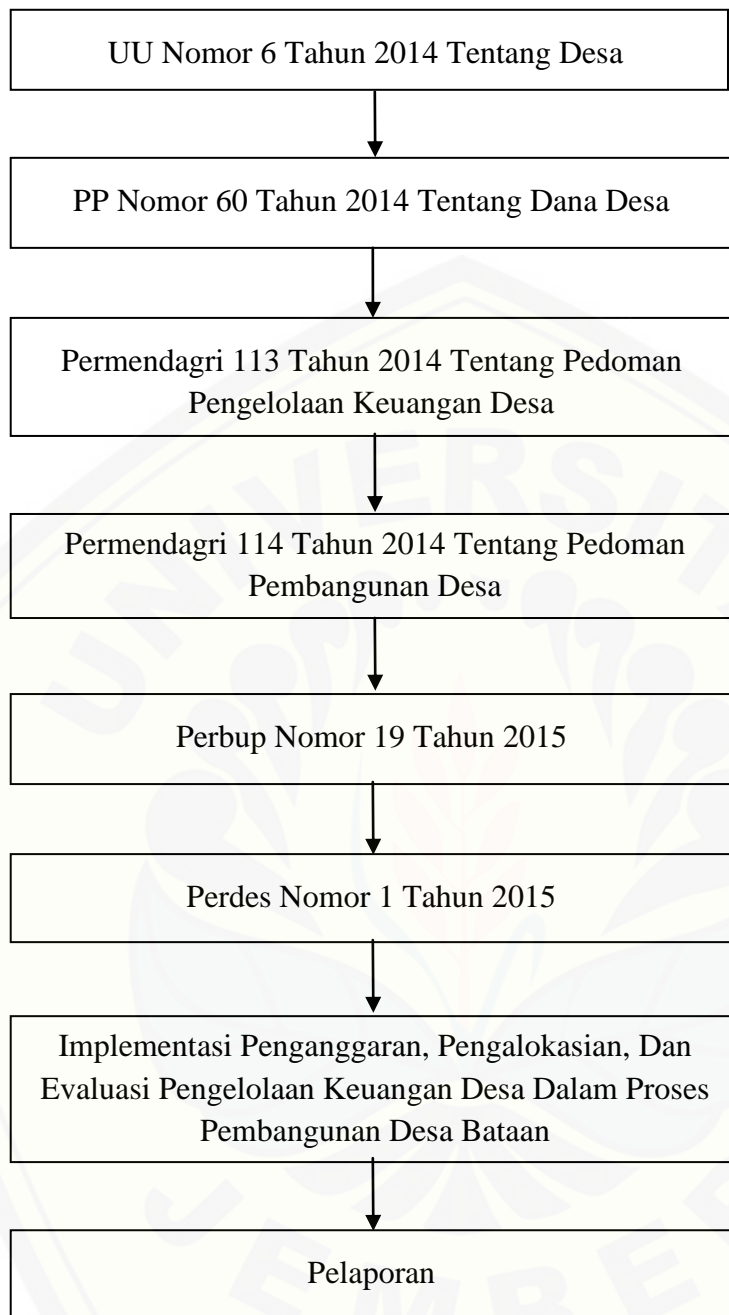 UU Nomor 6 Tahun 2014 Tentang Desa
PP Nomor 60 Tahun 2014 Tentang Dana Desa
Permendagri 113 Tahun 2014 Tentang Pedoman
Pengelolaan Keuangan Desa
Permendagri 114 Tahun 2014 Tentang Pedoman
Pembangunan Desa
Perbup Nomor 19 Tahun 2015
Perdes Nomor 1 Tahun 2015
Implementasi Penganggaran, Pengalokasian, Dan
Evaluasi Pengelolaan Keuangan Desa Dalam Proses
Pembangunan Desa Bataan
Pelaporan
UNIVERSITA
JEMBER